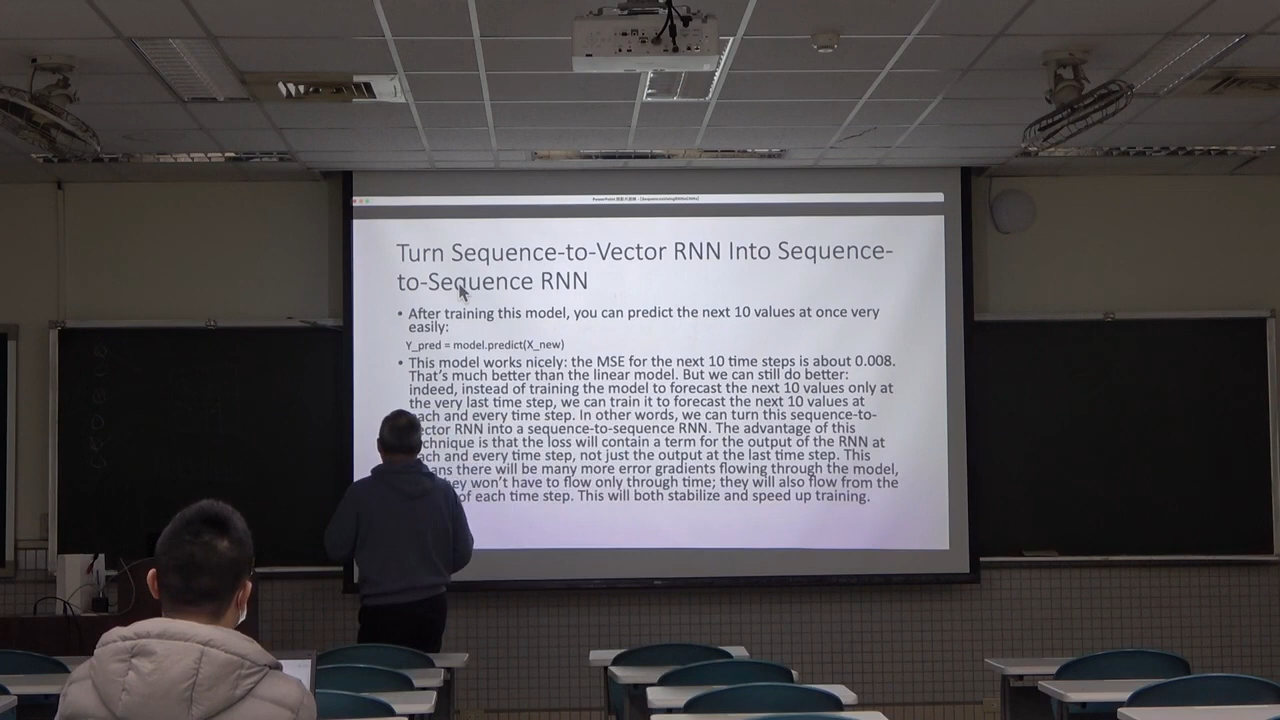 Turn Sequence-to-Vector RNN Into Sequence-
to-Sequence RNN
• After training this model, you can predict the next 10 values at once very
easily:
Y_pred = model.predict(X_new)
• This model works nicely: the MSE for the next 10 time steps is about 0.008.
That's much better than the linear model. But we can still do better:
indeed, instead of training the model to forecast the next 10 values only at
the very last time step, we can train it to forecast the next 10 values at
each and every time step. In other words, we can turn this sequence-to-
vector RNN into a sequence-to-sequence RNN. The advantage of this
technique is that the loss will contain a term for the output of the RNN at
each and every time step, not just the output at the last time step. This
there will be many more error gradients flowing through the model,
they won't have to flow only through time; they will also flow from the
of each time step. This will both stabilize and speed up training.